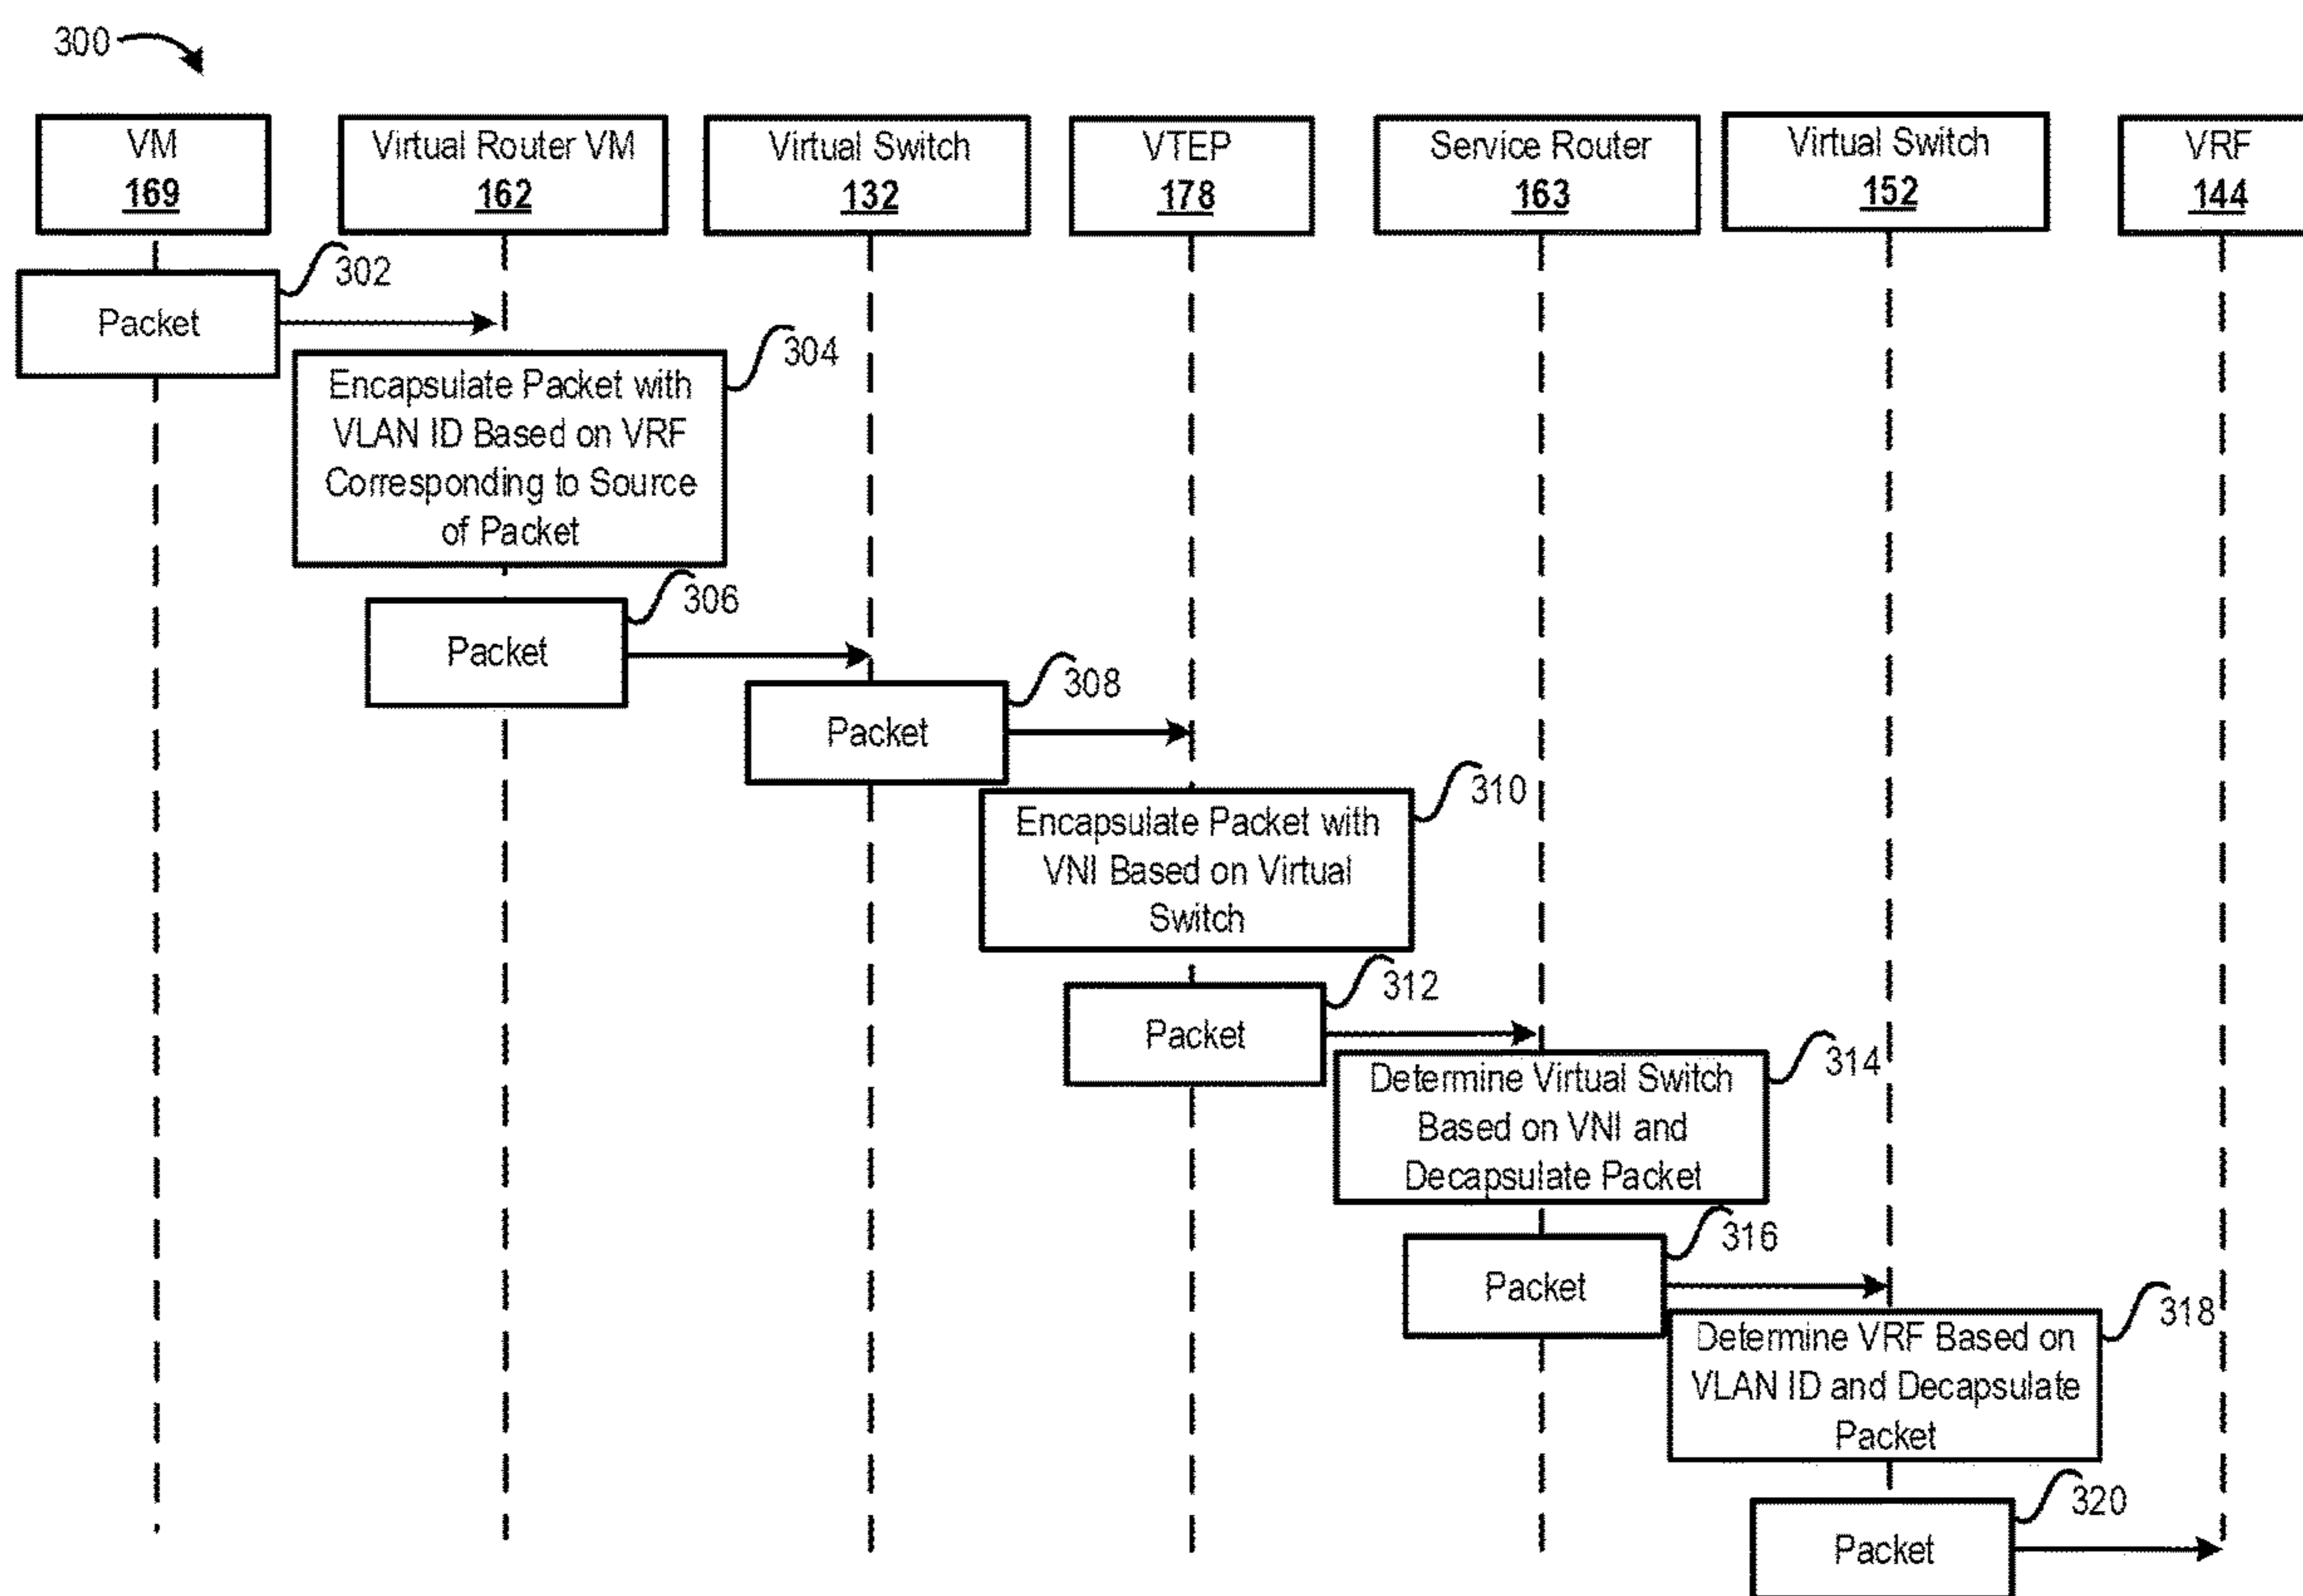 300
VM
169
Virtual Router VM
162
Virtual Switch
132
VTEP
178
Service Router
163
Virtual Switch
152
VRF
144
302
Packet
304
Encapsulate Packet with
VLAN ID Based on VRF
Corresponding to Source
of Packet
306
Packet
308
Packet
310
Encapsulate Packet with
VNI Based on Virtual
Switch
312
Packet
314
Determine Virtual Switch
Based on VNI and
Decapsulate Packet
316
Packet
318
Determine VRF Based on
VLAN ID and Decapsulate
Packet
320
Packet